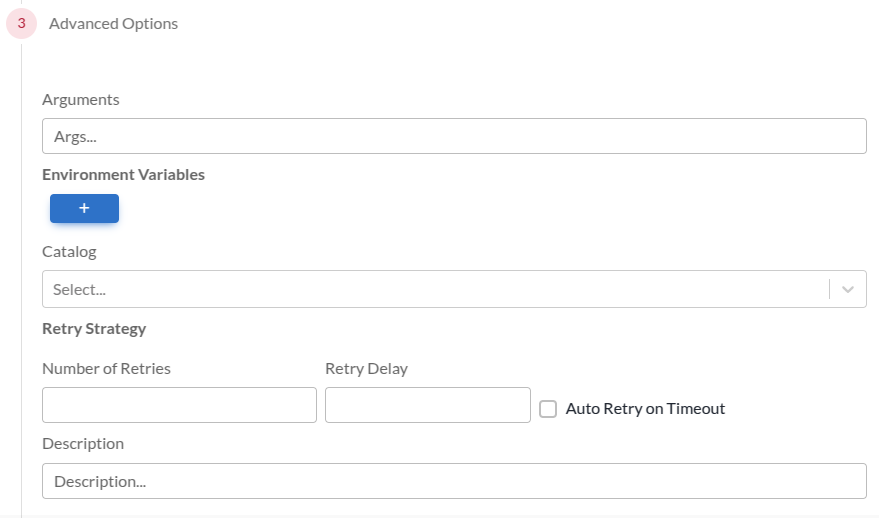 3 Advanced Options
Arguments
Args...
Environment Variables
+
Catalog
Select...
Retry Strategy
Number of Retries Retry Delay
Auto Retry on Timeout
Description
Description...